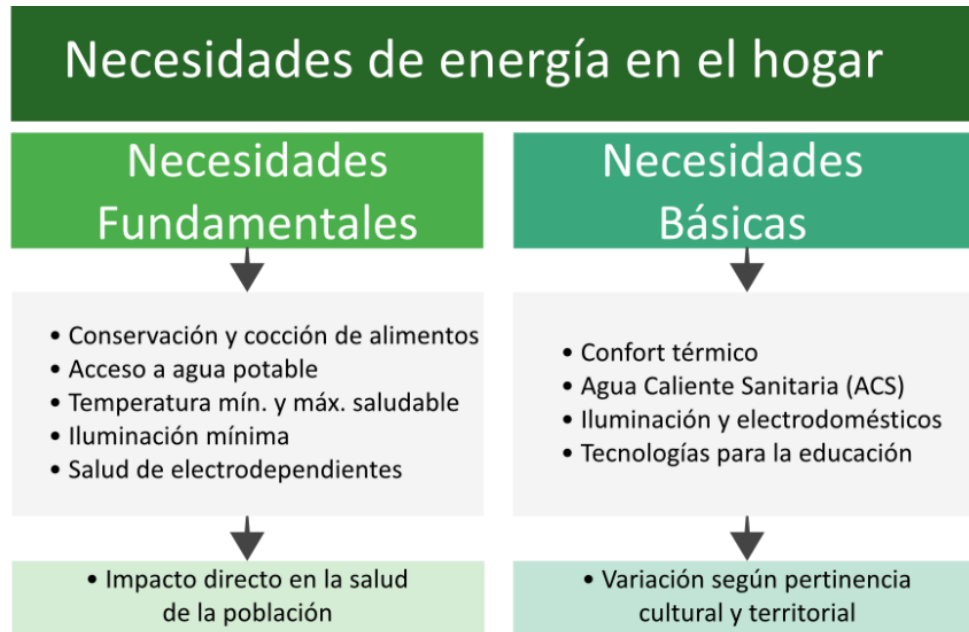 Necesidades de energía en el hogar
Necesidades
Fundamentales
• Conservación y cocción de alimentos
• Acceso a agua potable
• Temperatura mín. y máx. saludable
• Iluminación mínima
• Salud de electrodependientes
• Impacto directo en la salud
de la población
Necesidades
Básicas
• Confort térmico
• Agua Caliente Sanitaria (ACS)
• Iluminación y electrodomésticos
• Tecnologías para la educación
• Variación según pertinencia
cultural y territorial